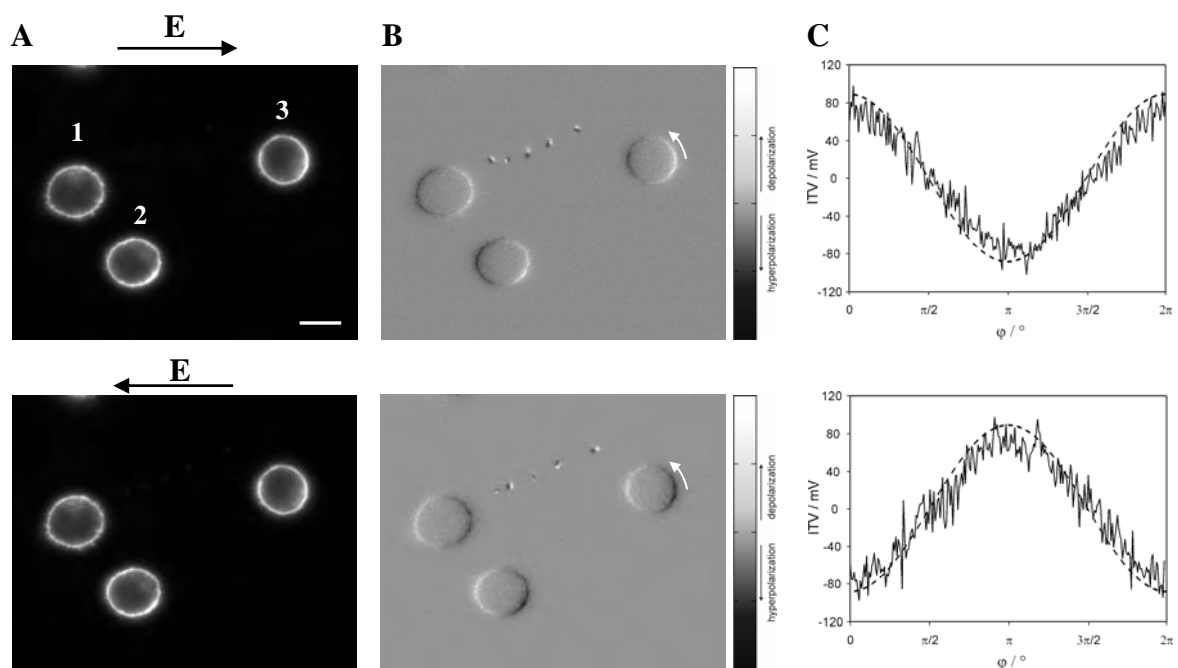 A
E
B
C
1
2
3
depolarization
hyperpolarization
ITV / mV
120
80
40
0
-40
-80
-120
0
π/2
π
3π/2
2π
φ / °
E
depolarization
hyperpolarization
ITV / mV
120
80
40
0
-40
-80
-120
0
π/2
π
3π/2
2π
φ / °